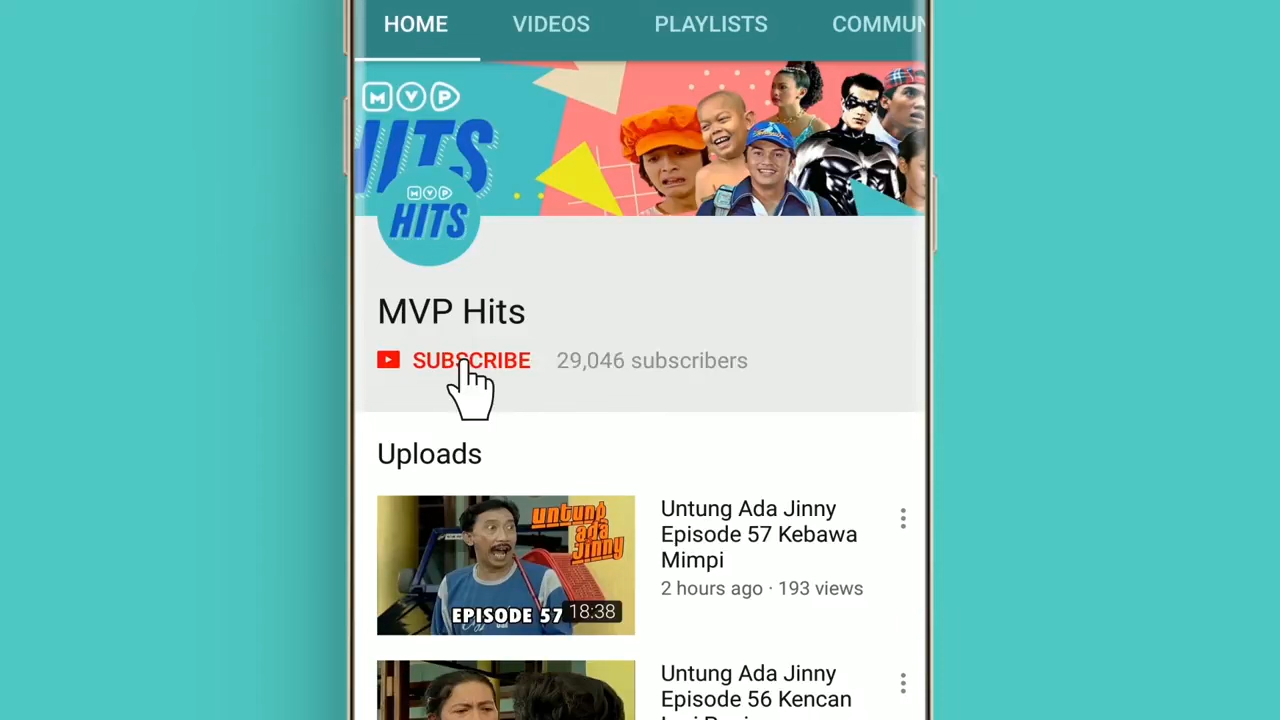 HOME VIDEOS PLAYLISTS COMMUN
MVP
HITS
MVP
HITS
MVP Hits
SUBSCRIBE 29,046 subscribers
Uploads
untung
ada
jinny
EPISODE 57
18:38
Untung Ada Jinny
Episode 57 Kebawa
Mimpi
2 hours ago · 193 views
Untung Ada Jinny
Episode 56 Kencan